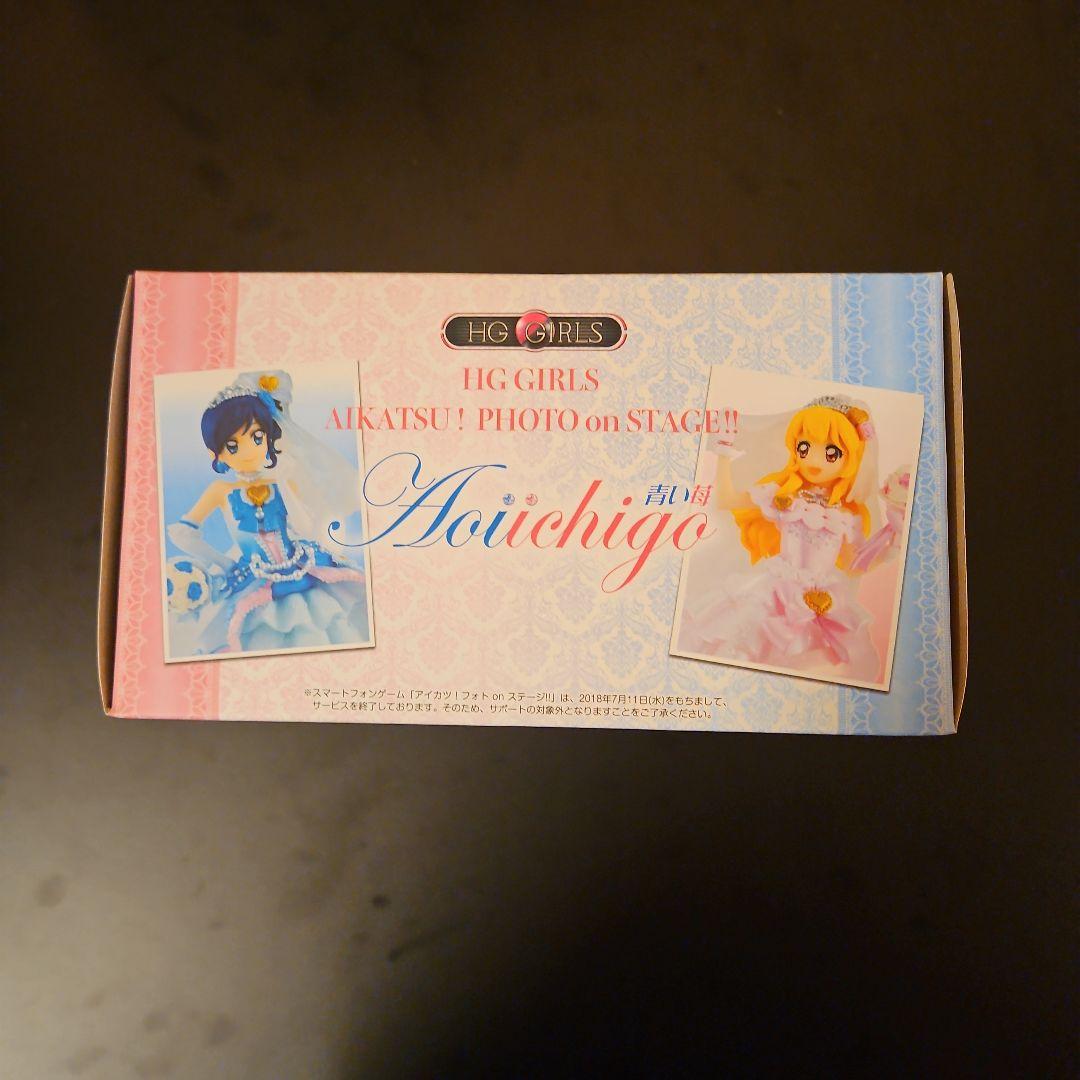 HG GIRLS
HG GIRLS
AIKATSU! PHOTO on STAGE!!
青い苺
Aoiichigo
※スマートフォンゲーム「アイカツ！フォト on ステージ!!」は、2018年7月11日(水)をもちまして、
サービスを終了しております。そのため、サポートの対象外となりますことをご了承ください。